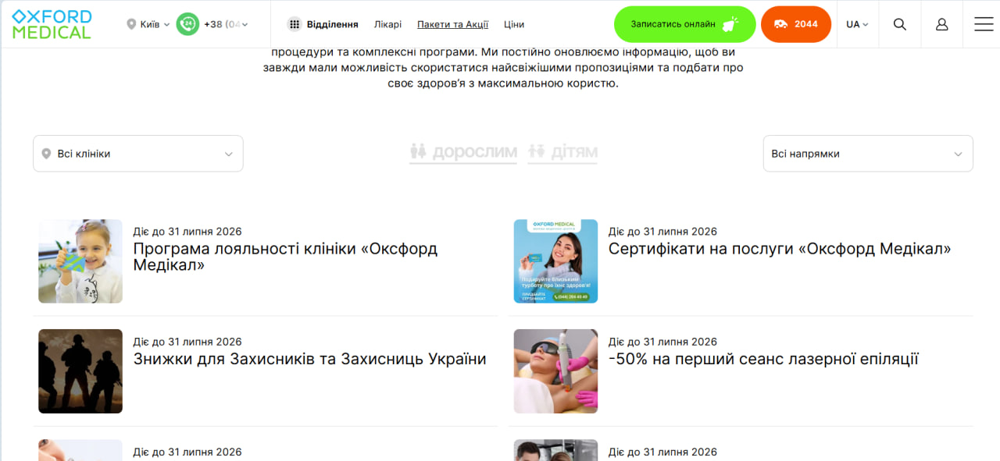 OXFORD
MEDICAL
Київ
24
+38 (04
Відділення
Лікарі
Пакети та Акції
Ціни
Записатись онлайн
2044
UA
процедури та комплексні програми. Ми постійно оновлюємо інформацію, щоб ви
завжди мали можливість скористатися найсвіжішими пропозиціями та подбати про
своє здоров'я з максимальною користю.
Всі клініки
дорослим
дітям
Всі напрямки
Діє до 31 липня 2026
Програма лояльності клініки «Оксфорд
Медікал»
OXFORD MEDICAL
Подаруйте близьким
турботу про їхнє здоров'я!
ПРИДБАЙТЕ
СЕРТИФІКАТ
Діє до 31 липня 2026
Сертифікати на послуги «Оксфорд Медікал»
Діє до 31 липня 2026
Знижки для Захисників та Захисниць України
Діє до 31 липня 2026
-50% на перший сеанс лазерної епіляції
Діє до 31 липня 2026
Діє до 31 липня 2026